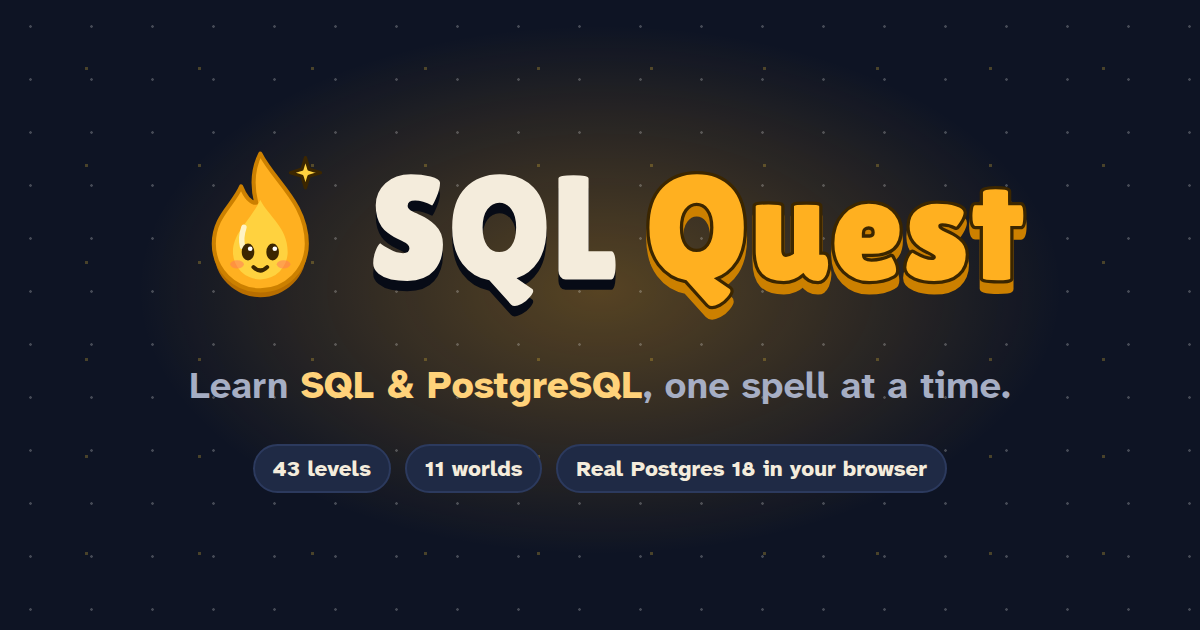 SQL Quest
Learn SQL & PostgreSQL, one spell at a time.
43 levels
11 worlds
Real Postgres 18 in your browser